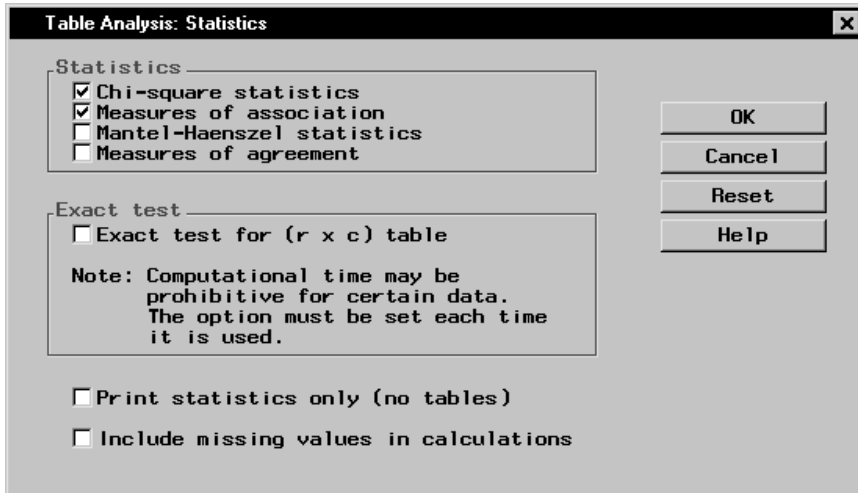 Table Analysis: Statistics
Statistics
Chi-square statistics
Measures of association
Mantel-Haenszel statistics
Measures of agreement
Exact test
Exact test for (r x c) table
Note: Computational time may be
prohibitive for certain data.
The option must be set each time
it is used.
Print statistics only (no tables)
Include missing values in calculations
OK
Cancel
Reset
Help